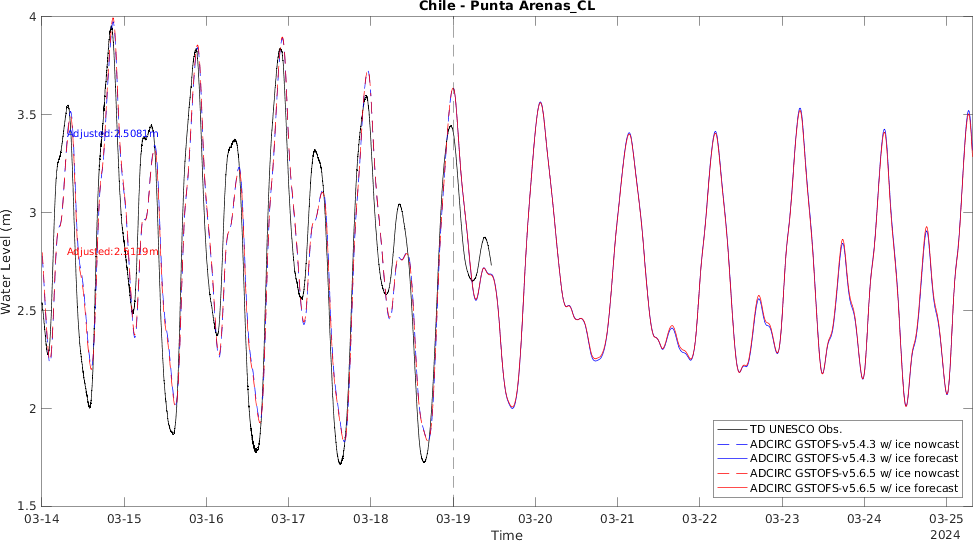 Chile - Punta Arenas_CL
4
3.5
3
2.5
2
1.5
Water Level (m)
Adjusted:2.5081m
Adjusted:2.5119m
TD UNESCO Obs.
ADCIRC GSTOFS-v5.4.3 w/ ice nowcast
ADCIRC GSTOFS-v5.4.3 w/ ice forecast
ADCIRC GSTOFS-v5.6.5 w/ ice nowcast
ADCIRC GSTOFS-v5.6.5 w/ ice forecast
03-14 03-15 03-16 03-17 03-18 03-19 03-20 03-21 03-22 03-23 03-24 03-25
Time
2024